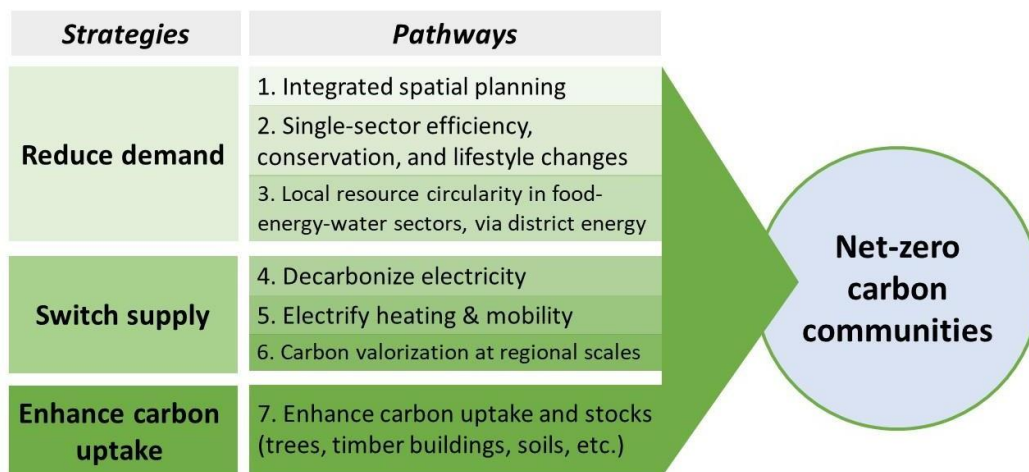 Strategies
Pathways
Reduce demand
1. Integrated spatial planning
2. Single-sector efficiency,
conservation, and lifestyle changes
3. Local resource circularity in food-
energy-water sectors, via district energy
Switch supply
4. Decarbonize electricity
5. Electrify heating & mobility
6. Carbon valorization at regional scales
Enhance carbon
uptake
7. Enhance carbon uptake and stocks
(trees, timber buildings, soils, etc.)
Net-zero
carbon
communities